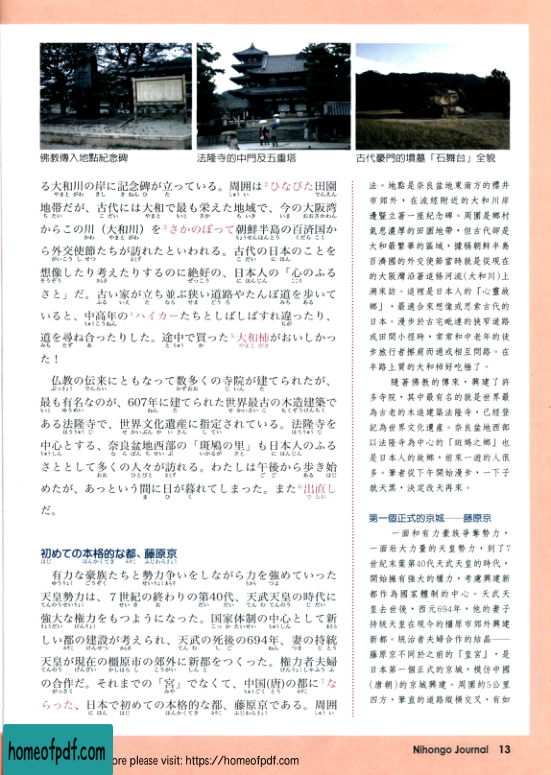 佛教傳入地點紀念碑
法隆寺的中門及五重塔
古代豪門的墳墓「石舞台」全貌
る大和川の岸に記念碑が立っている。周囲は²ひなびた田園
地帯だが、古代には大和で最も栄えた地域で、今の大阪湾
からこの川（大和川）を³さかのぼって朝鮮半島の百済国か
ら外交使節たちが訪れたといわれる。古代の日本のことを
想像したり考えたりするのに絶好の、日本人の「心のふる
さと」だ。古い家が立ち並ぶ狭い道路やたんぼ道を歩いて
いると、中高年の⁴ハイカーたちとしばしばすれ違ったり、
道を尋ね合ったりした。途中で買った⁵大和柿がおいしかっ
た！
仏教の伝来にともなって数多くの寺院が建てられたが、
最も有名なのが、607年に建てられた世界最古の木造建築で
ある法隆寺で、世界文化遺産に指定されている。法隆寺を
中心とする、奈良盆地西部の「斑鳩の里」も日本人のふる
さととして多くの人々が訪れる。わたしは午後から歩き始
めたが、あっという間に日が暮れてしまった。また⁶出直し
だ。
初めての本格的な都、藤原京
有力な豪族たちと勢力争いをしながら力を強めていった
天皇勢力は、７世紀の終わりの第40代、天武天皇の時代に
強大な権力をもつようになった。国家体制の中心として新
しい都の建設が考えられ、天武の死後の694年、妻の持統
天皇が現在の橿原市の郊外に新都をつくった。権力者夫婦
の合作だ。それまでの「宮」でなくて、中国(唐)の都に⁷な
らった、日本で初めての本格的な都、藤原京である。周囲
法。地點是奈良盆地東南方的櫻井
市郊外，在流經附近的大和川岸
邊豎立著一座紀念碑。周圍是鄉村
氣息濃厚的田園地帶，但古代卻是
大和最繁華的區域，據稱朝鮮半島
百濟國的外交使節當時就是從現在
的大阪灣沿著這條河流(大和川)上
溯來訪。這裡是日本人的「心靈故
鄉」，最適合來想像或思索古代的
日本。漫步於古宅毗連的狹窄道路
或田間小徑時，常常和中老年的徒
步旅行者擦肩而過或相互問路。在
半路上買的大和柿好吃極了。
隨著佛教的傳來，興建了許
多寺院，其中最有名的就是世界最
為古老的木造建築法隆寺，已經登
記為世界文化遺產。奈良盆地西部
以法隆寺為中心的「斑鳩之鄉」也
是日本人的故鄉，前來一遊的人很
多。筆者從下午開始漫步，一下子
就天黑，決定改天再來。
第一個正式的京城──藤原京
一面和有力豪族爭奪勢力，
一面壯大力量的天皇勢力，到了7
世紀末葉第40代天武天皇的時代，
開始擁有強大的權力，考慮興建新
都作為國家體制的中心。天武天
皇去世後，西元694年，他的妻子
持統天皇在現今的橿原市郊外興建
新都。統治者夫婦合作的結晶──
藤原京不同於之前的「皇宮」，是
日本第一個正式的京城，模仿中國
(唐朝)的京城興建。周圍約5公里
四方，筆直的道路縱橫交叉，有如
homeofpdf.com
ore please visit: https://homeofpdf.com
Nihongo Journal 13